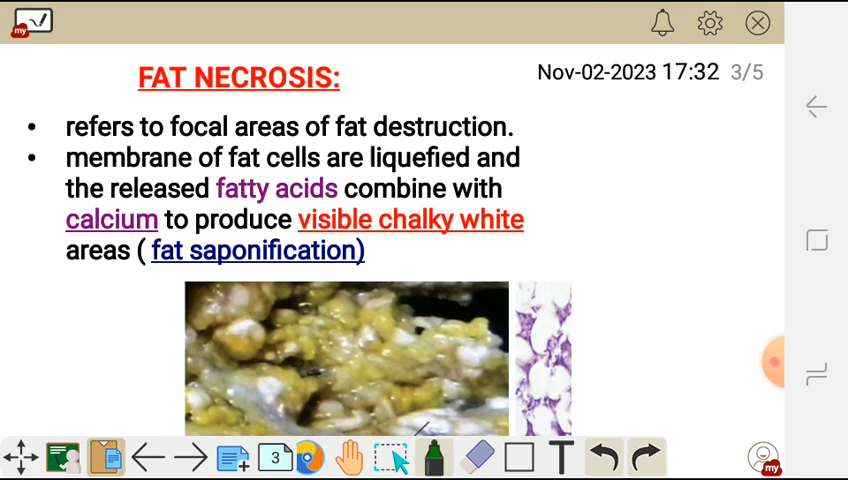 my
FAT NECROSIS:
Nov-02-2023 17:32 3/5
• refers to focal areas of fat destruction.
• membrane of fat cells are liquefied and
the released fatty acids combine with
calcium to produce visible chalky white
areas ( fat saponification)
3
T
my